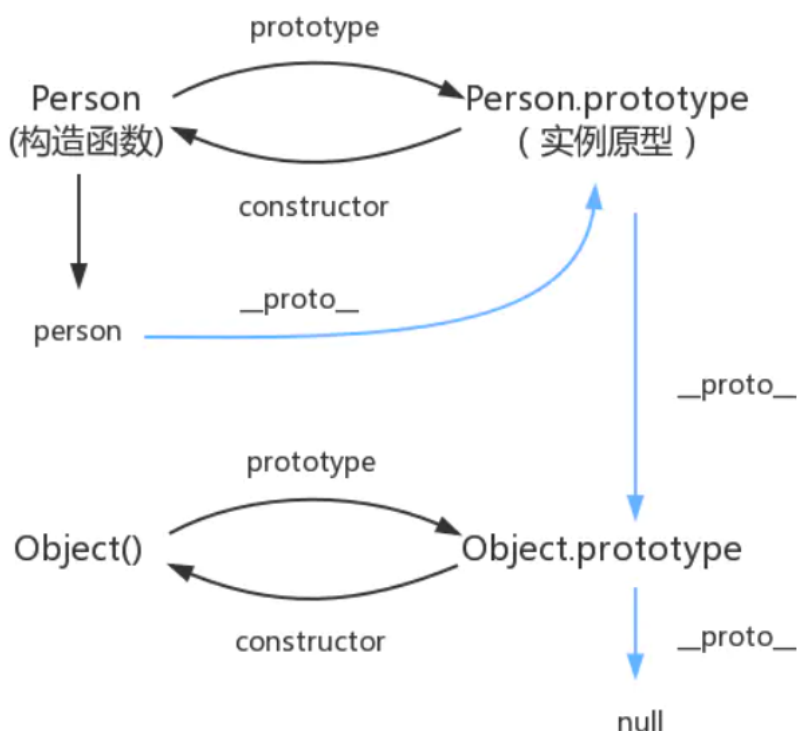 prototype
Person
Person.prototype
(构造函数)
( 实例原型 )
constructor
__proto__
person
__proto__
prototype
Object()
Object.prototype
constructor
__proto__
null